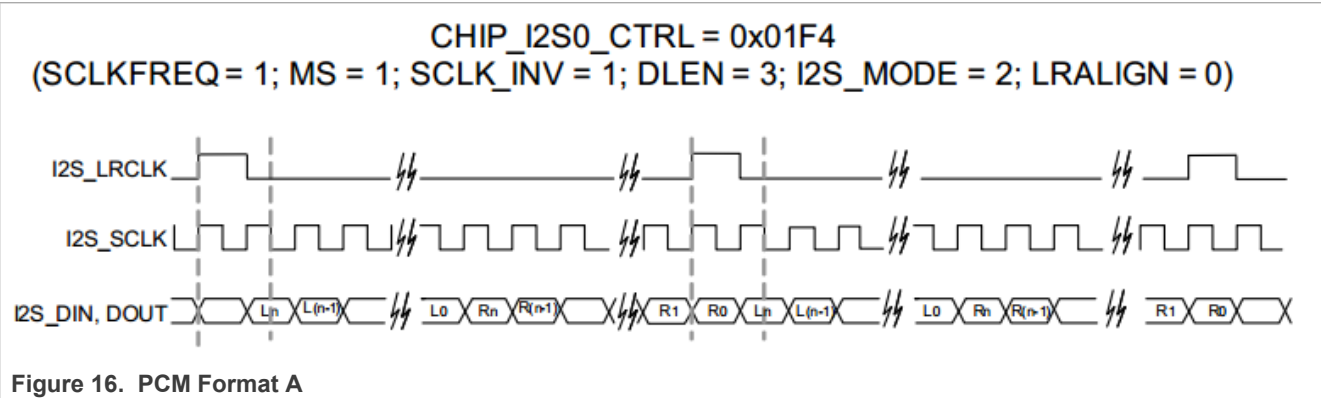 CHIP_I2S0_CTRL = 0x01F4
(SCLKFREQ = 1; MS = 1; SCLK_INV = 1; DLEN = 3; I2S_MODE = 2; LRALIGN = 0)
I2S_LRCLK
I2S_SCLK
I2S_DIN, DOUT Ln L(n-1) L0 Rn R(n-1) R1 R0 Ln L(n-1) L0 Rn R(n-1) R1 R0
Figure 16. PCM Format A